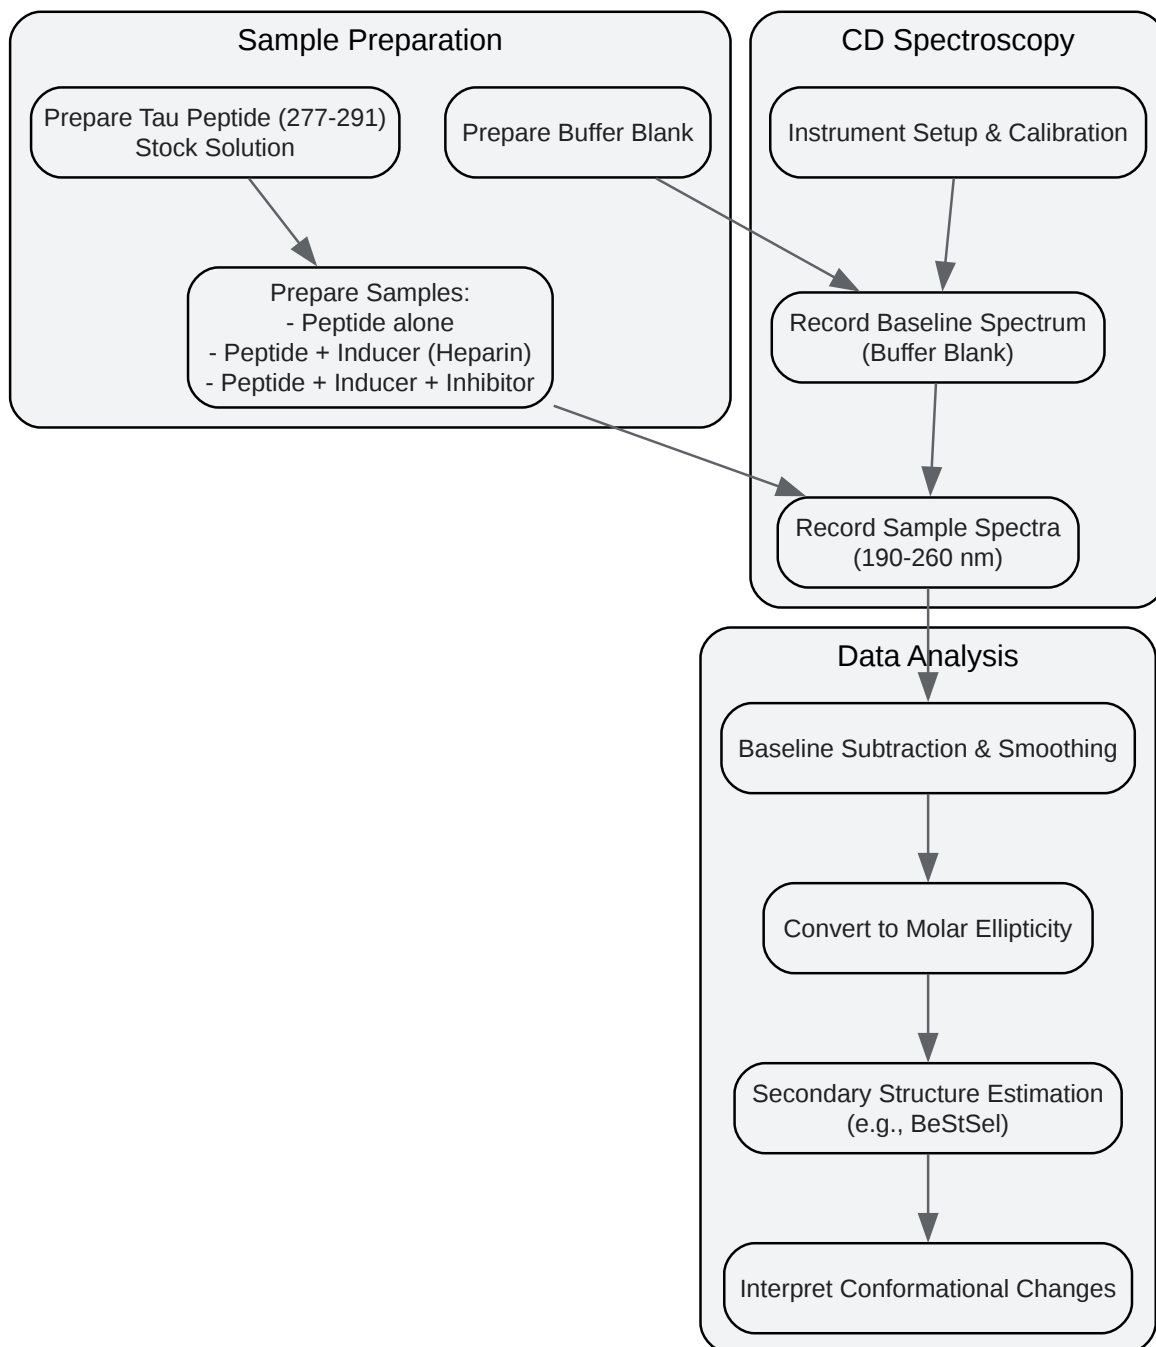 Sample Preparation
Prepare Tau Peptide (277-291)
Stock Solution
Prepare Buffer Blank
Prepare Samples:
- Peptide alone
- Peptide + Inducer (Heparin)
- Peptide + Inducer + Inhibitor
CD Spectroscopy
Instrument Setup & Calibration
Record Baseline Spectrum
(Buffer Blank)
Record Sample Spectra
(190-260 nm)
Data Analysis
Baseline Subtraction & Smoothing
Convert to Molar Ellipticity
Secondary Structure Estimation
(e.g., BeStSel)
Interpret Conformational Changes